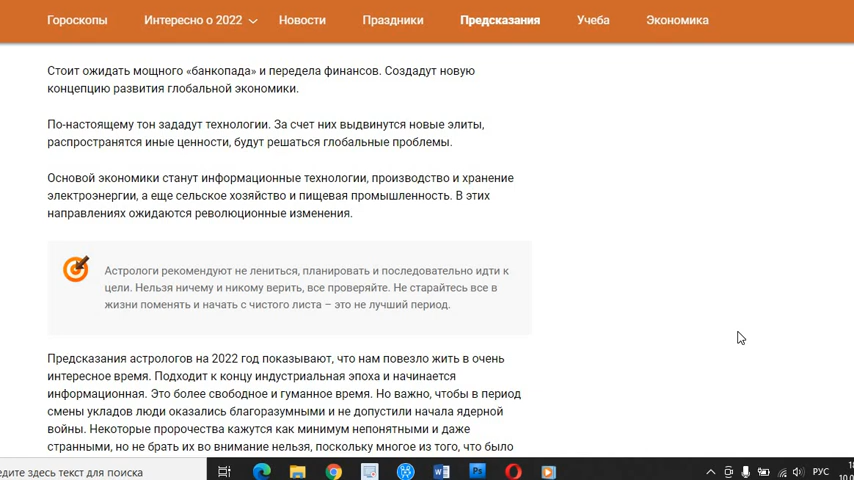 Гороскопы Интересно о 2022 Новости Праздники Предсказания Учеба Экономика
Стоит ожидать мощного «банкопада» и передела финансов. Создадут новую
концепцию развития глобальной экономики.
По-настоящему тон зададут технологии. За счет них выдвинутся новые элиты,
распространятся иные ценности, будут решаться глобальные проблемы.
Основой экономики станут информационные технологии, производство и хранение
электроэнергии, а еще сельское хозяйство и пищевая промышленность. В этих
направлениях ожидаются революционные изменения.
Астрологи рекомендуют не лениться, планировать и последовательно идти к
цели. Нельзя ничему и никому верить, все проверяйте. Не старайтесь все в
жизни поменять и начать с чистого листа – это не лучший период.
Предсказания астрологов на 2022 год показывают, что нам повезло жить в очень
интересное время. Подходит к концу индустриальная эпоха и начинается
информационная. Это более свободное и гуманное время. Но важно, чтобы в период
смены укладов люди оказались благоразумными и не допустили начала ядерной
войны. Некоторые пророчества кажутся как минимум непонятными и даже
странными, но не брать их во внимание нельзя, поскольку многое из того, что было
едите здесь текст для поиска W Ps РУС 18
10.0